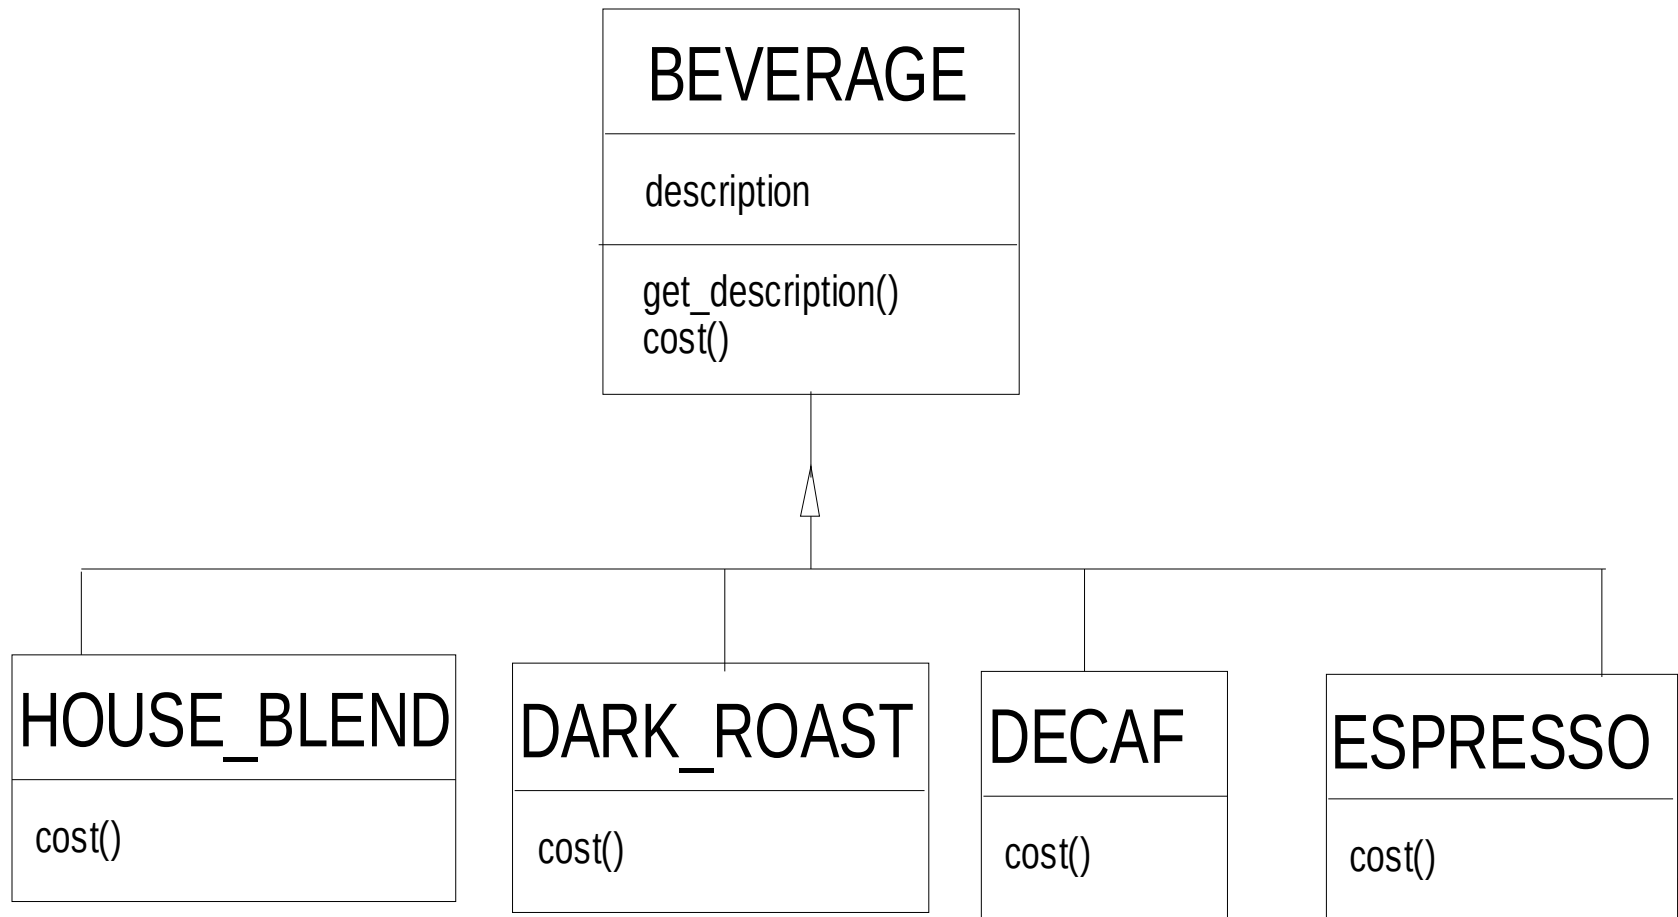 BEVERAGE
description
get_description()
cost()
HOUSE_BLEND
cost()
DARK_ROAST
cost()
DECAF
cost()
ESPRESSO
cost()